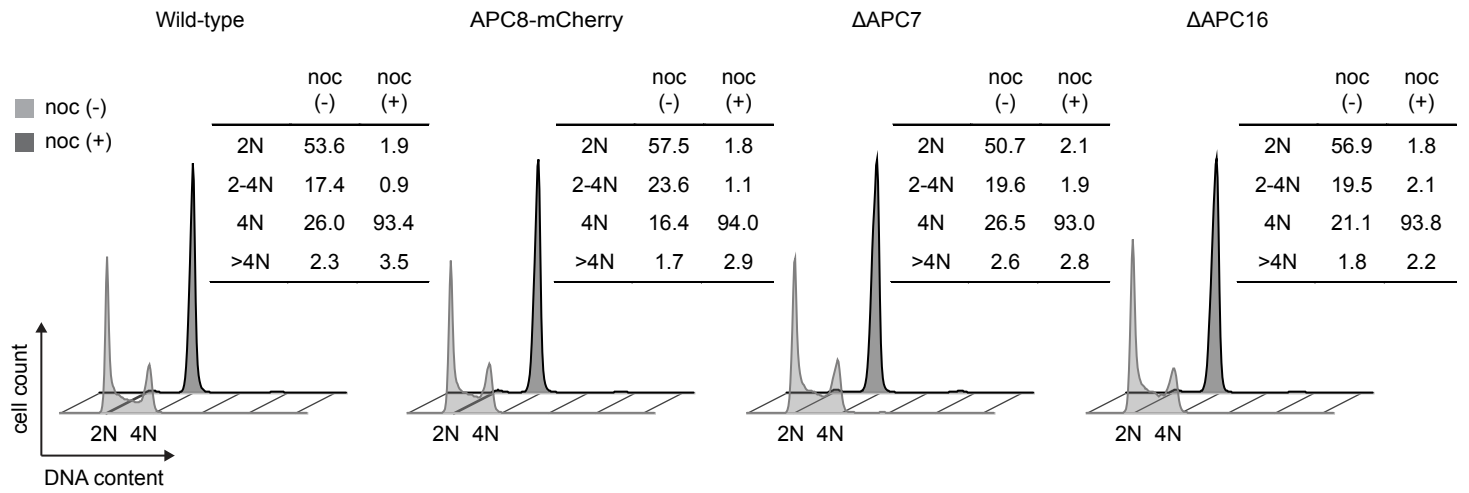 Wild-type
APC8-mCherry
ΔAPC7
ΔAPC16
noc (-)
noc (+)
noc noc
(-) (+)
2N 53.6 1.9
2-4N 17.4 0.9
4N 26.0 93.4
>4N 2.3 3.5
noc noc
(-) (+)
2N 57.5 1.8
2-4N 23.6 1.1
4N 16.4 94.0
>4N 1.7 2.9
noc noc
(-) (+)
2N 50.7 2.1
2-4N 19.6 1.9
4N 26.5 93.0
>4N 2.6 2.8
noc noc
(-) (+)
2N 56.9 1.8
2-4N 19.5 2.1
4N 21.1 93.8
>4N 1.8 2.2
cell count
2N 4N
2N 4N
2N 4N
2N 4N
DNA content